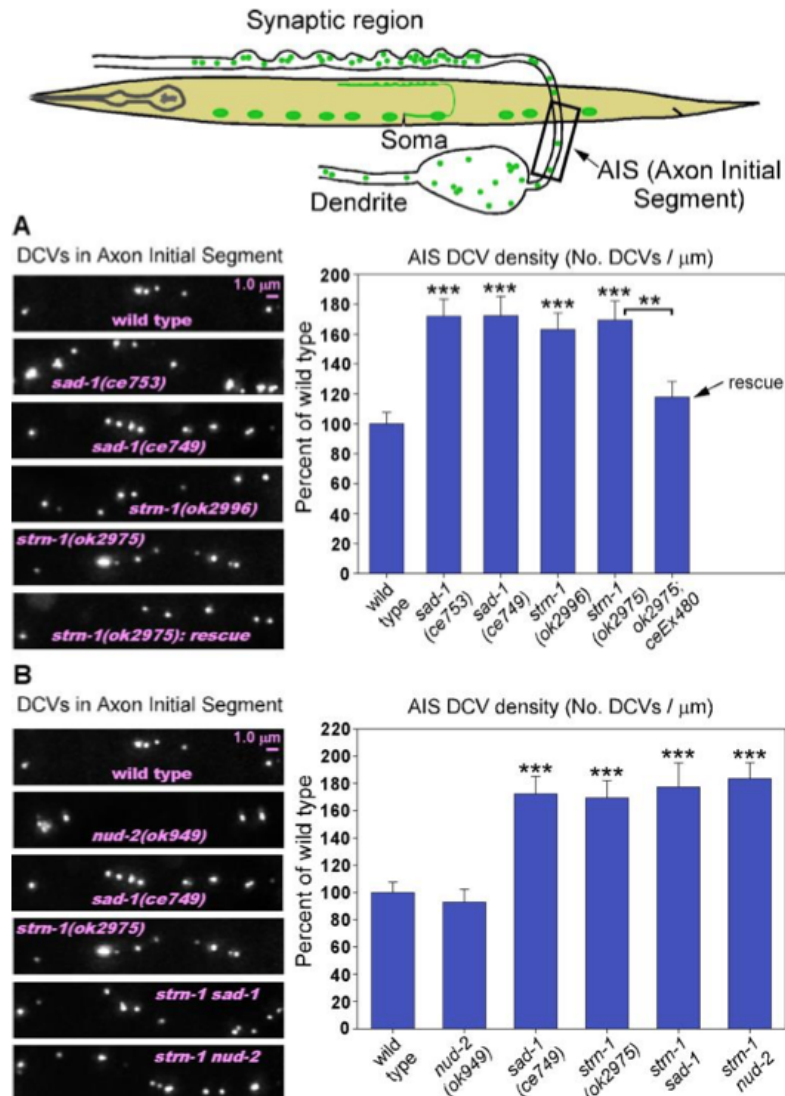 Synaptic region
Soma
Dendrite
AIS (Axon Initial
Segment)
A
DCVs in Axon Initial Segment
1.0 μm
wild type
sad-1(ce753)
sad-1(ce749)
strn-1(ok2996)
strn-1(ok2975)
strn-1(ok2975): rescue
AIS DCV density (No. DCVs / μm)
Percent of wild type
200
180
160
140
120
100
80
60
40
20
0
***
***
***
***
**
rescue
wild
type
sad-1
(ce753)
sad-1
(ce749)
strn-1
(ok2996)
strn-1
(ok2975)
ok2975;
ceEx480
B
DCVs in Axon Initial Segment
1.0 μm
wild type
nud-2(ok949)
sad-1(ce749)
strn-1(ok2975)
strn-1 sad-1
strn-1 nud-2
AIS DCV density (No. DCVs / μm)
Percent of wild type
220
200
180
160
140
120
100
80
60
40
20
0
***
***
***
***
wild
type
nud-2
(ok949)
sad-1
(ce749)
strn-1
(ok2975)
strn-1
sad-1
strn-1
nud-2